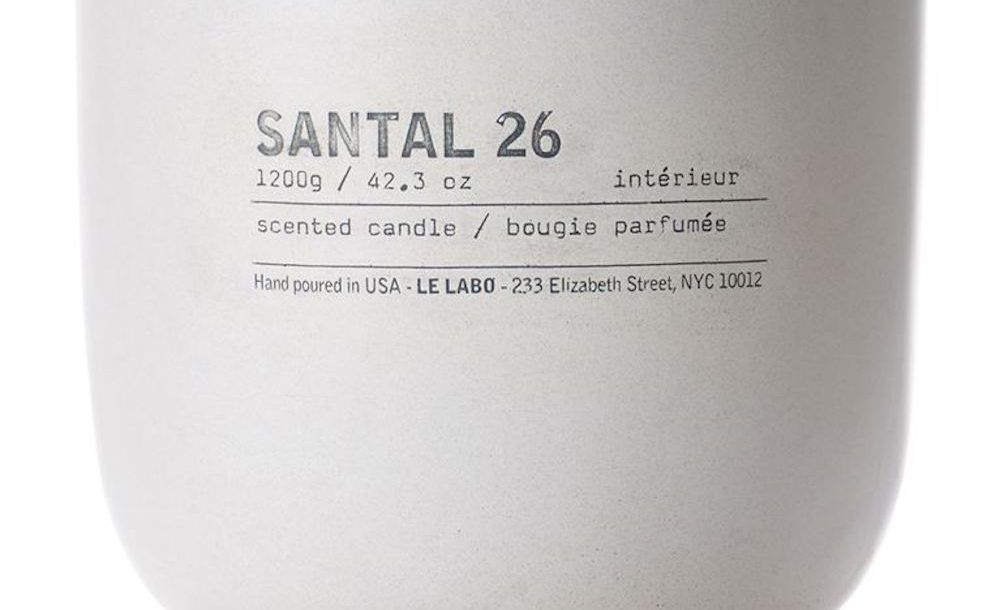 SANTAL 26
1200g / 42.3 oz intérieur
scented candle / bougie parfumée
Hand poured in USA - LE LABO - 233 Elizabeth Street, NYC 10012